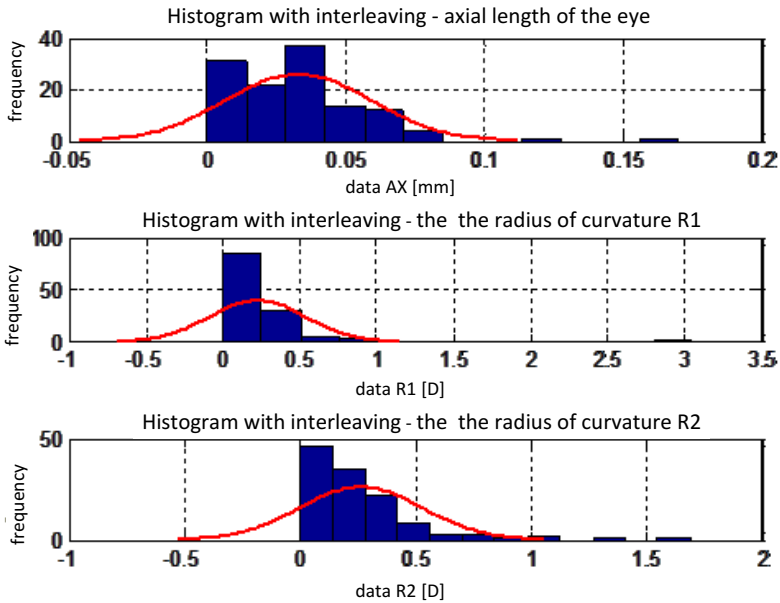 Histogram with interleaving - axial length of the eye
frequency
40
20
0
-0.05 0 0.05 0.1 0.15 0.2
data AX [mm]
Histogram with interleaving - the the radius of curvature R1
frequency
100
50
0
-1 -0.5 0 0.5 1 1.5 2 2.5 3 3.5
data R1 [D]
Histogram with interleaving - the the radius of curvature R2
frequency
50
0
-1 -0.5 0 0.5 1 1.5 2
data R2 [D]